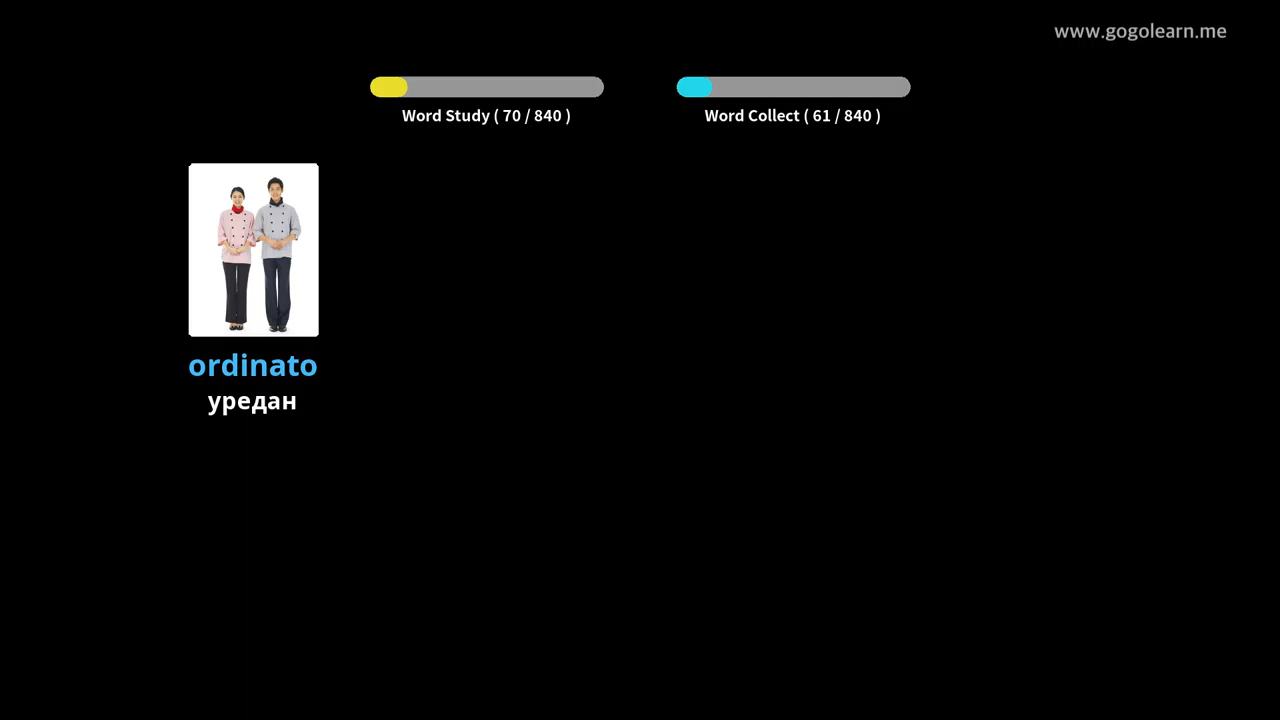 www.gogolearn.me
Word Study ( 70 / 840 )
Word Collect ( 61 / 840 )
ordinato
уредан